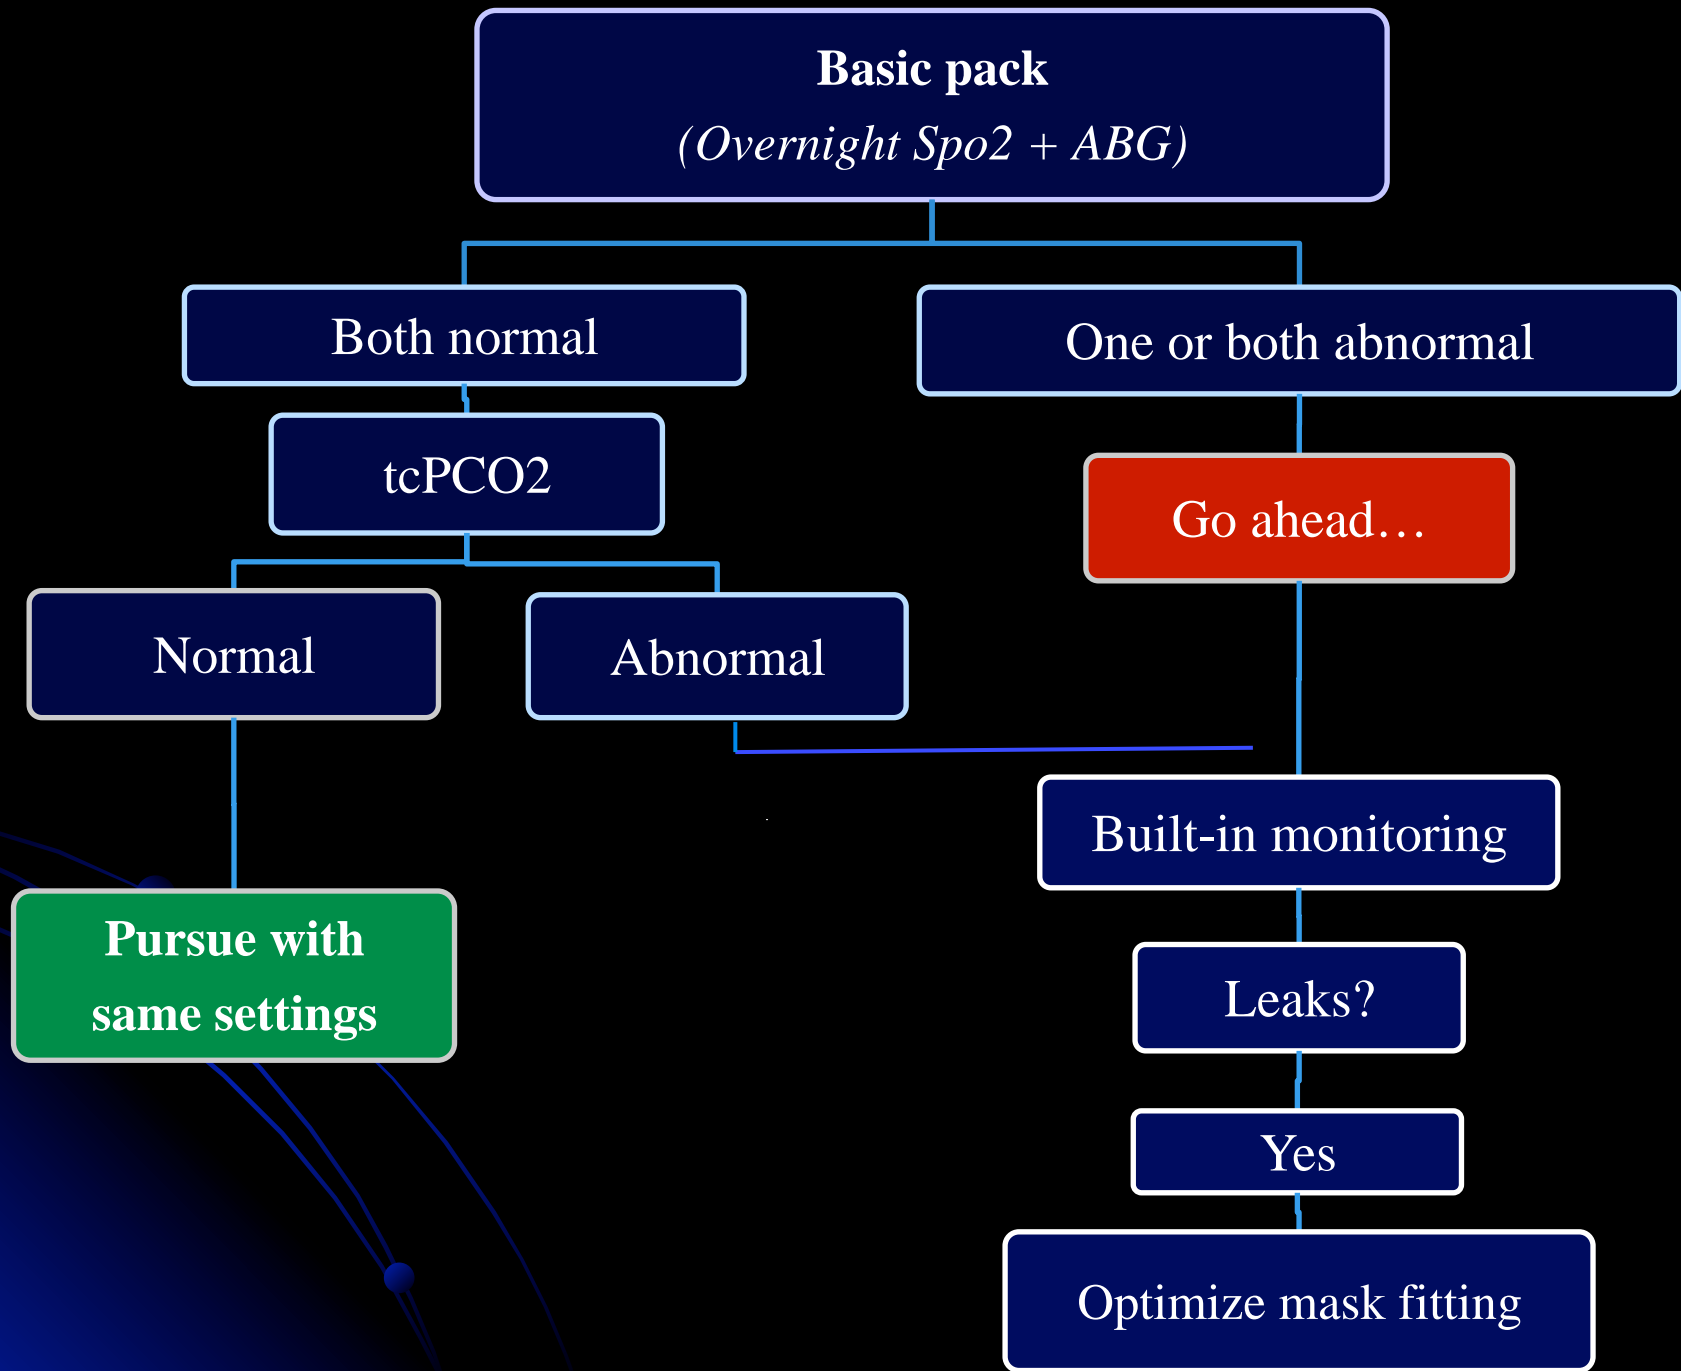 Basic pack
(Overnight Spo2 + ABG)
Both normal
One or both abnormal
tcPCO2
Go ahead…
Normal
Abnormal
Built-in monitoring
Pursue with
same settings
Leaks?
Yes
Optimize mask fitting